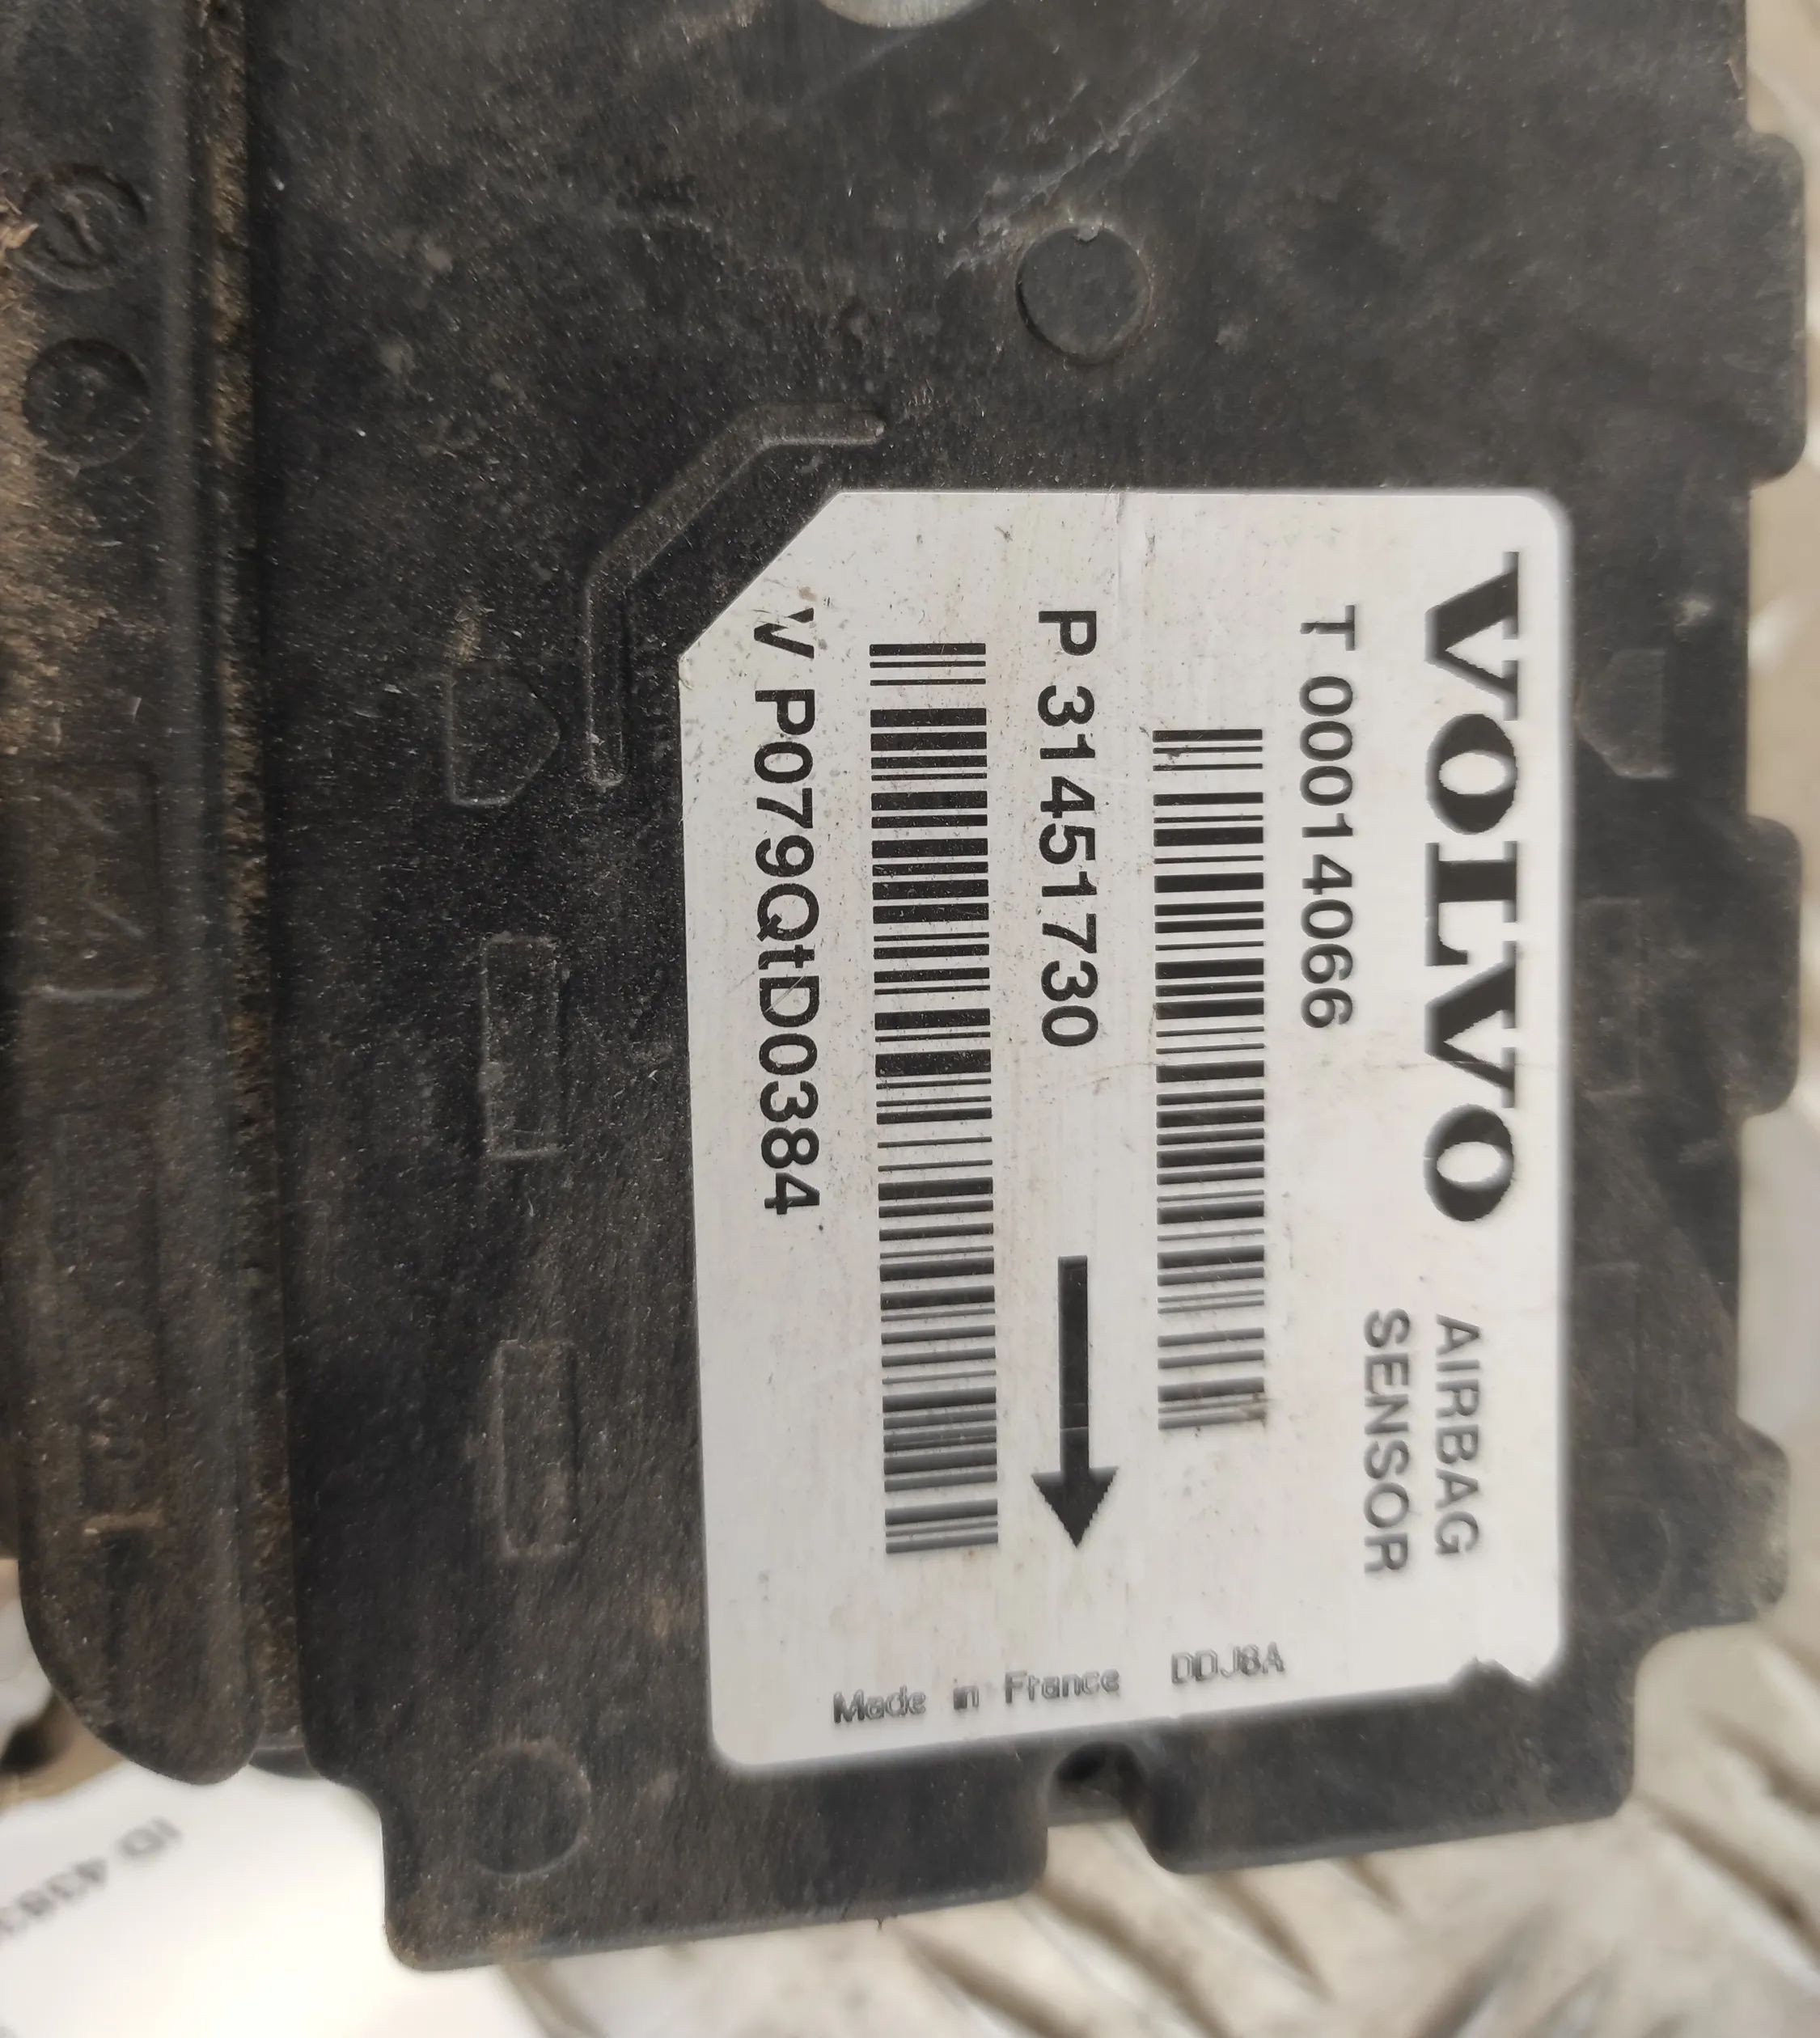 VOLVO
AIRBAG
SENSOR
T 00014066
P 31451730
W P079QtD0384
Made in France DDJ8A